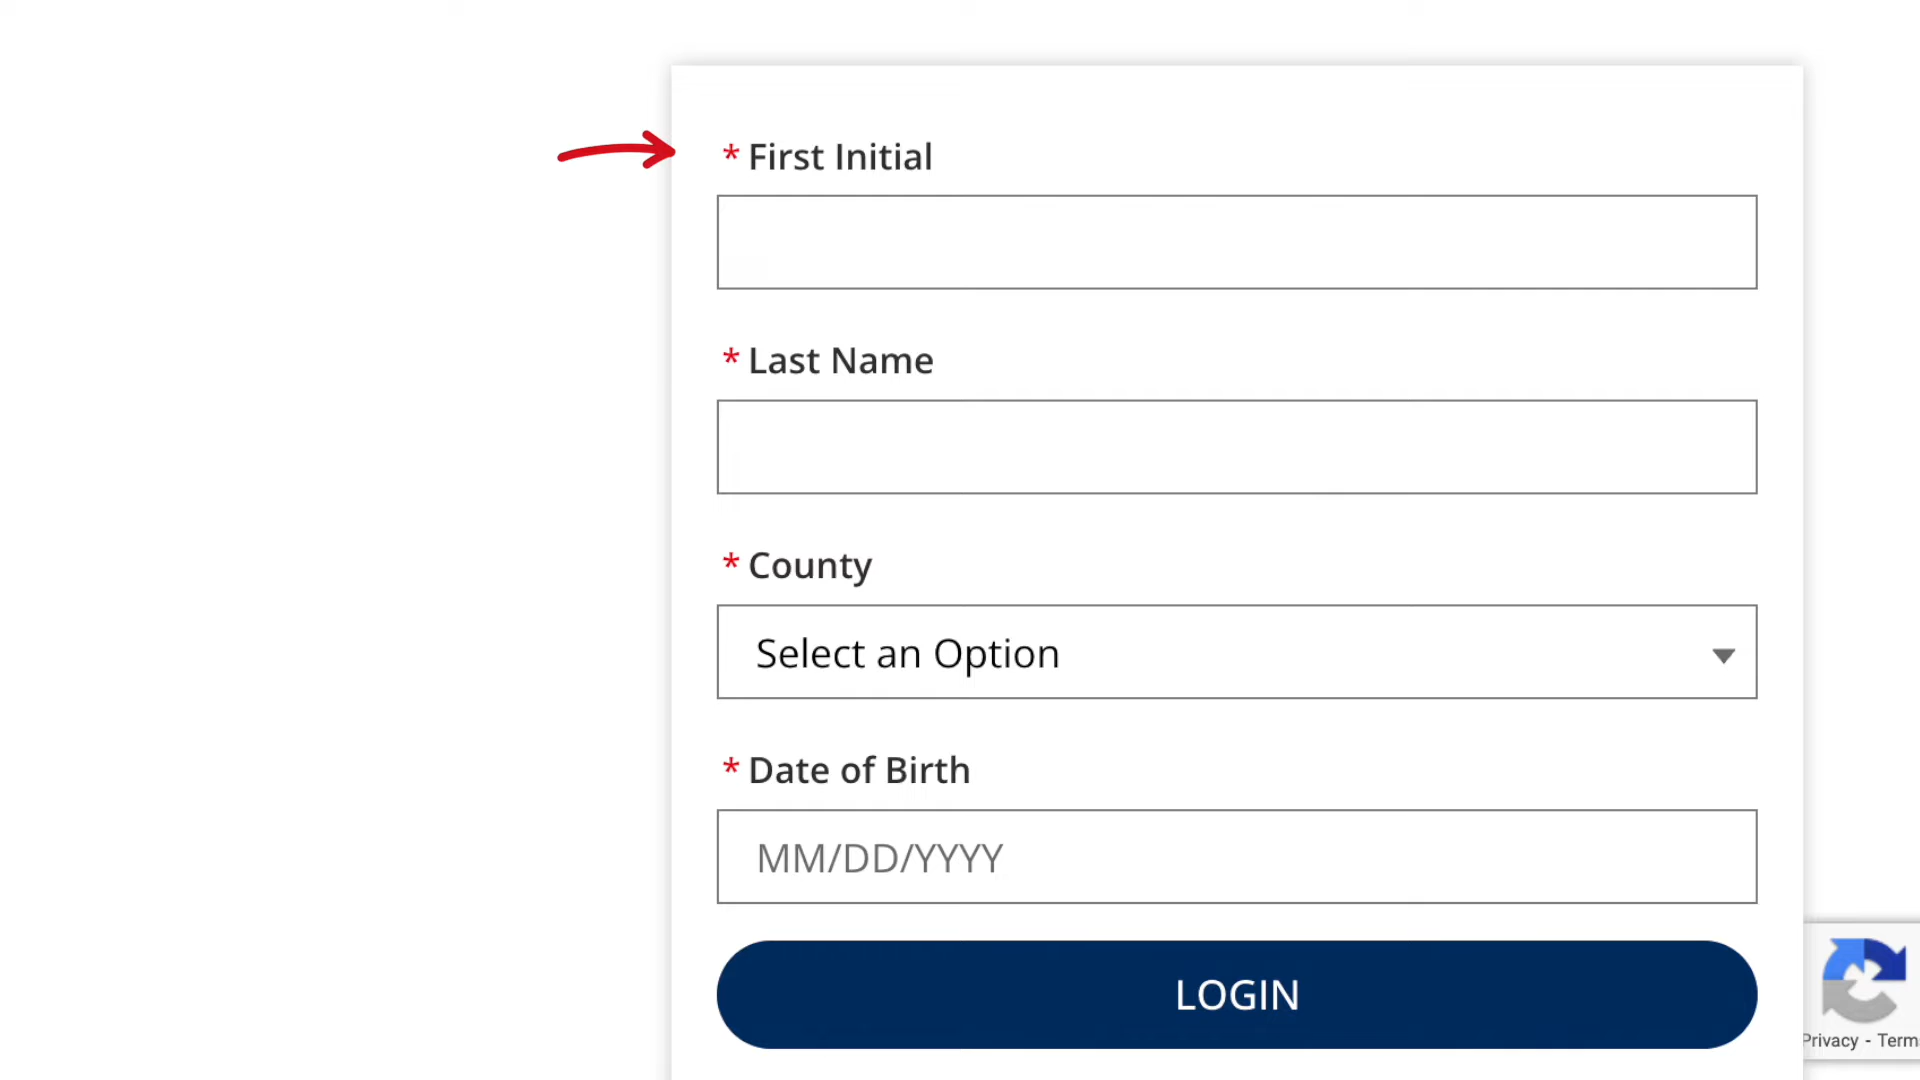 * First Initial
* Last Name
* County
Select an Option
* Date of Birth
MM/DD/YYYY
LOGIN
Privacy - Term